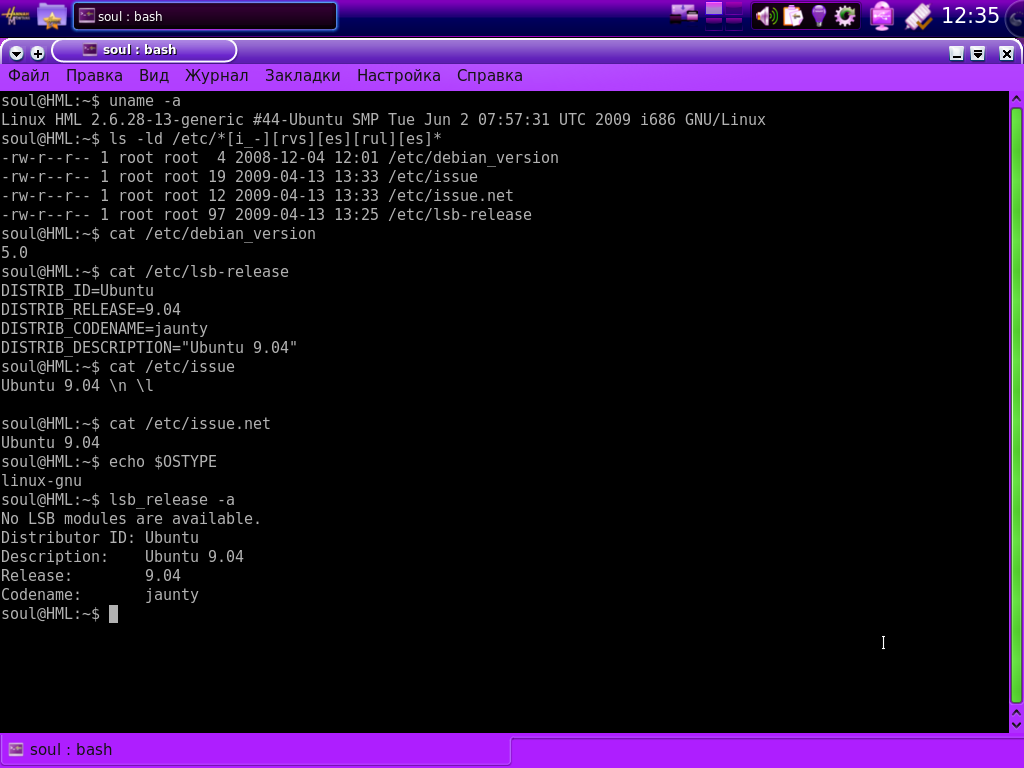 soul : bash
12:35
soul : bash
Файл Правка Вид Журнал Закладки Настройка Справка
soul@HML:~$ uname -a
Linux HML 2.6.28-13-generic #44-Ubuntu SMP Tue Jun 2 07:57:31 UTC 2009 i686 GNU/Linux
soul@HML:~$ ls -ld /etc/*[i_-][rvs][es][rul][es]*
-rw-r--r-- 1 root root  4 2008-12-04 12:01 /etc/debian_version
-rw-r--r-- 1 root root 19 2009-04-13 13:33 /etc/issue
-rw-r--r-- 1 root root 12 2009-04-13 13:33 /etc/issue.net
-rw-r--r-- 1 root root 97 2009-04-13 13:25 /etc/lsb-release
soul@HML:~$ cat /etc/debian_version
5.0
soul@HML:~$ cat /etc/lsb-release
DISTRIB_ID=Ubuntu
DISTRIB_RELEASE=9.04
DISTRIB_CODENAME=jaunty
DISTRIB_DESCRIPTION="Ubuntu 9.04"
soul@HML:~$ cat /etc/issue
Ubuntu 9.04 \n \l
soul@HML:~$ cat /etc/issue.net
Ubuntu 9.04
soul@HML:~$ echo $OSTYPE
linux-gnu
soul@HML:~$ lsb_release -a
No LSB modules are available.
Distributor ID: Ubuntu
Description:    Ubuntu 9.04
Release:        9.04
Codename:       jaunty
soul@HML:~$
soul : bash